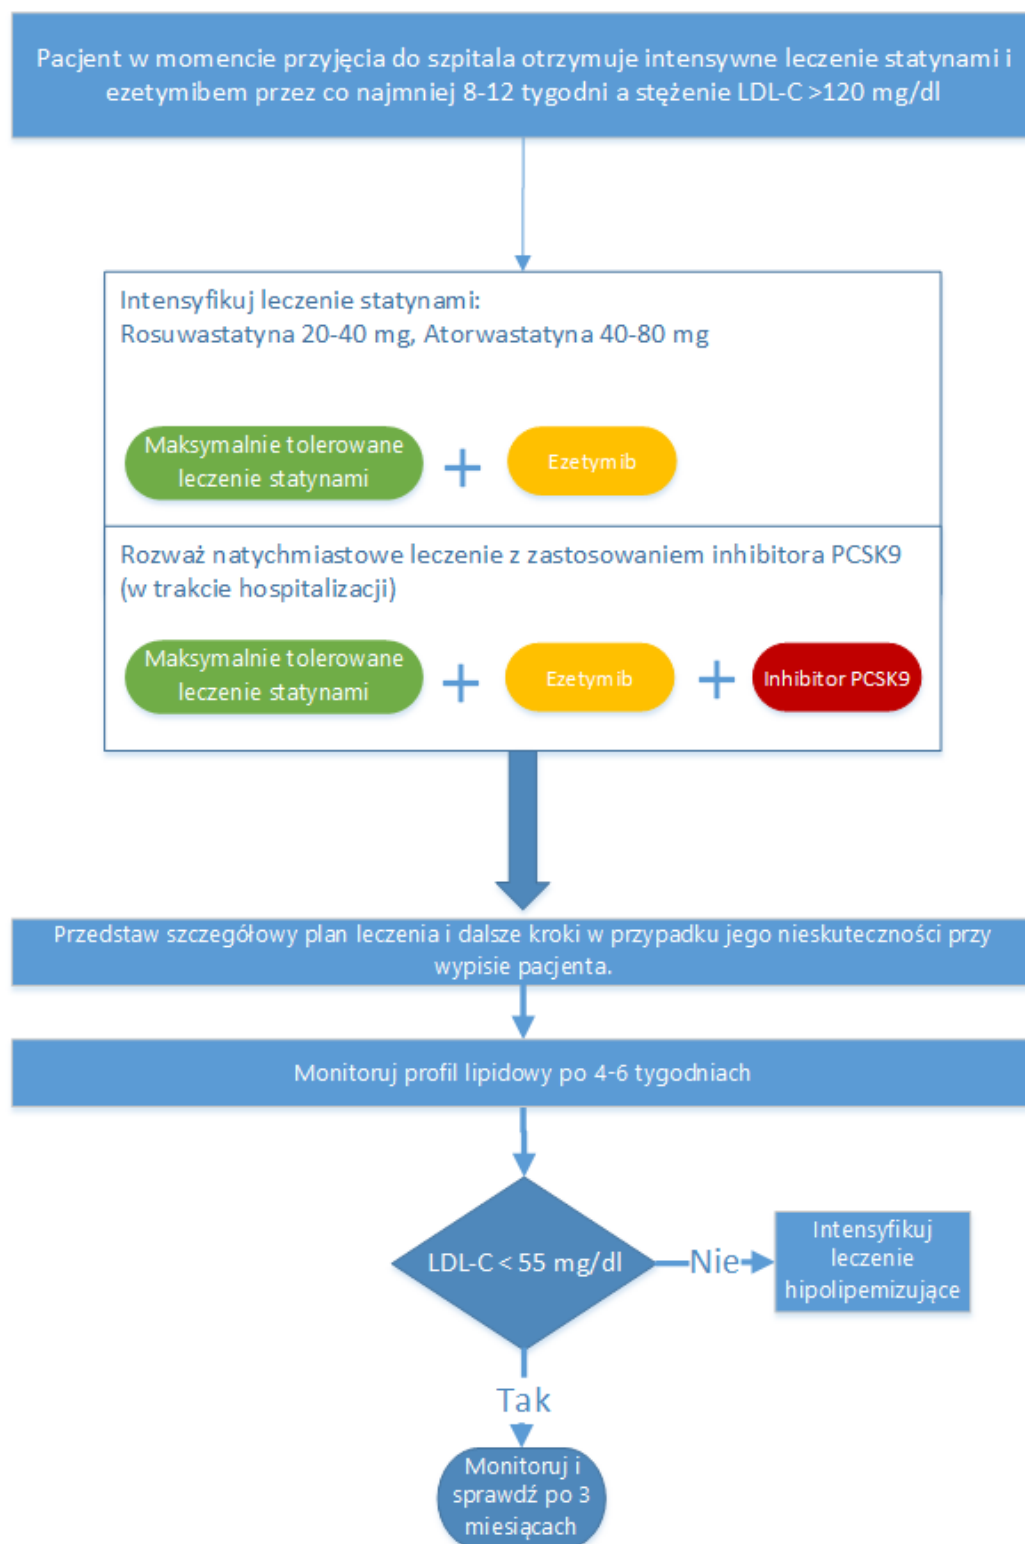 Pacjent w momencie przyjęcia do szpitala otrzymuje intensywne leczenie statynami i
ezetymibem przez co najmniej 8-12 tygodni a stężenie LDL-C >120 mg/dl
Intensyfikuj leczenie statynami:
Rosuwastatyna 20-40 mg, Atorwastatyna 40-80 mg
Maksymalnie tolerowane
leczenie statynami
+
Ezetymib
Rozważ natychmiastowe leczenie z zastosowaniem inhibitora PCSK9
(w trakcie hospitalizacji)
Maksymalnie tolerowane
leczenie statynami
+
Ezetymib
+
Inhibitor PCSK9
Przedstaw szczegółowy plan leczenia i dalsze kroki w przypadku jego nieskuteczności przy
wypisie pacjenta.
Monitoruj profil lipidowy po 4-6 tygodniach
LDL-C < 55 mg/dl
Nie
Intensyfikuj
leczenie
hipolipemizujące
Tak
Monitoruj i
sprawdź po 3
miesiącach